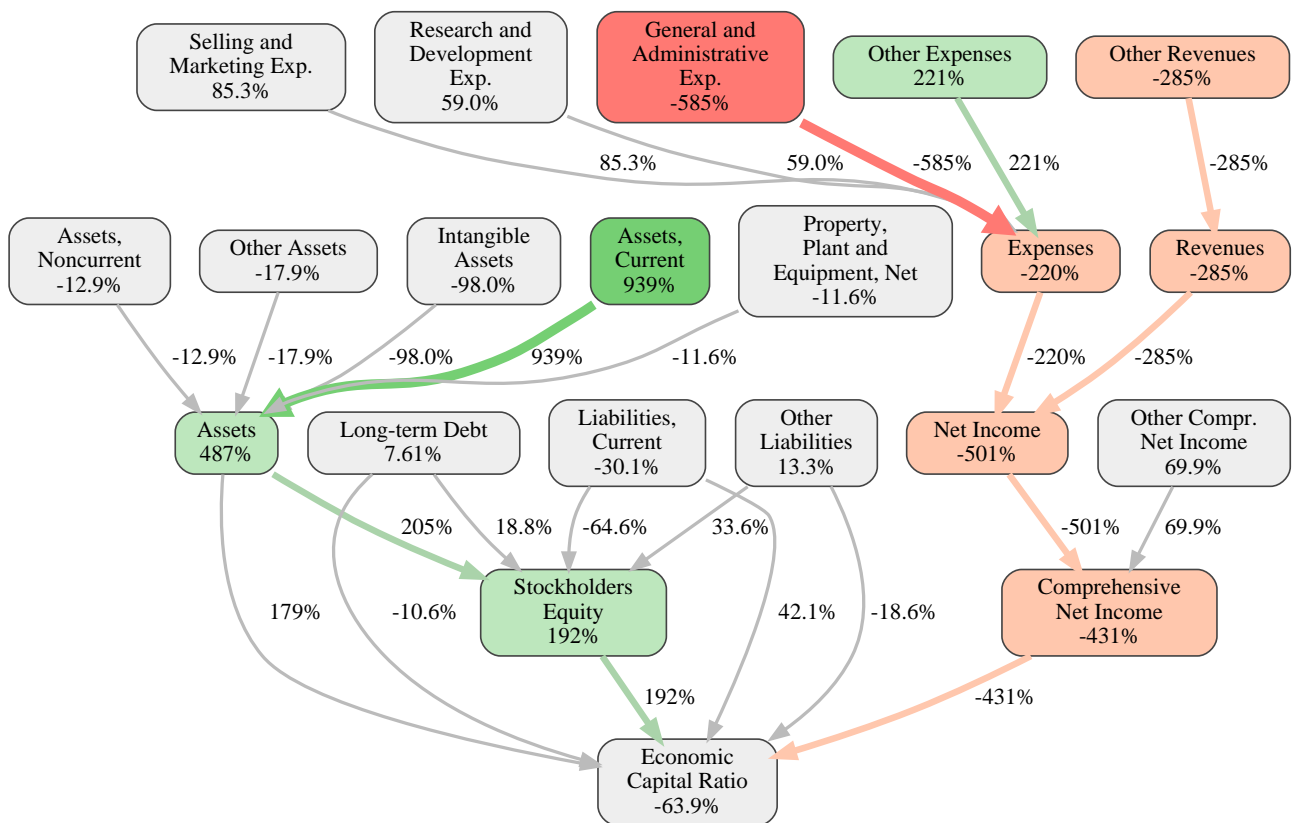 Selling and
Marketing Exp.
85.3%
Research and
Development
Exp.
59.0%
General and
Administrative
Exp.
-585%
Other Expenses
221%
Other Revenues
-285%
85.3%
59.0%
-585%
221%
-285%
Assets,
Noncurrent
-12.9%
Other Assets
-17.9%
Intangible
Assets
-98.0%
Assets,
Current
939%
Property,
Plant and
Equipment, Net
-11.6%
Expenses
-220%
Revenues
-285%
-12.9%
-17.9%
-98.0%
939%
-11.6%
-220%
-285%
Assets
487%
Long-term Debt
7.61%
Liabilities,
Current
-30.1%
Other
Liabilities
13.3%
Net Income
-501%
Other Compr.
Net Income
69.9%
205%
18.8%
-64.6%
33.6%
-501%
69.9%
179%
-10.6%
Stockholders
Equity
192%
42.1%
-18.6%
Comprehensive
Net Income
-431%
192%
-431%
Economic
Capital Ratio
-63.9%